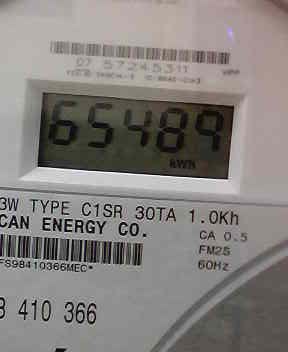 07 57245311
65489
kWh
3W TYPE C1SR 30TA 1.0Kh
CAN ENERGY CO.
CA 0.5
FM2S
60Hz
FS98410366MEC*
8 410 366